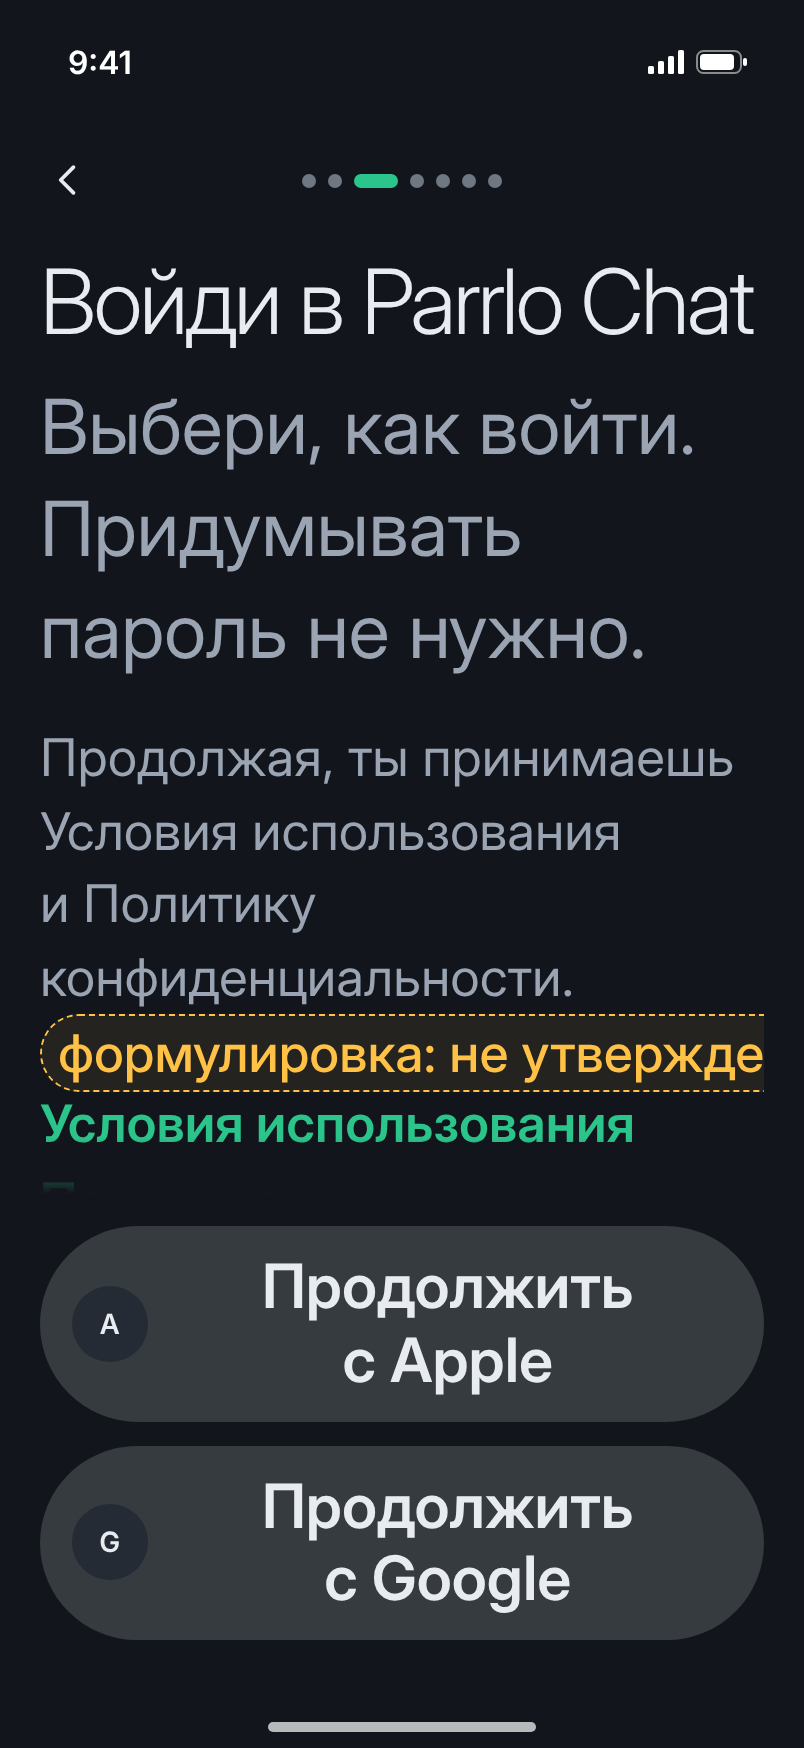 9:41
Войди в Parrlo Chat
Выбери, как войти.
Придумывать
пароль не нужно.
Продолжая, ты принимаешь
Условия использования
и Политику
конфиденциальности.
формулировка: не утвержде
Условия использования
A
Продолжить
с Apple
G
Продолжить
с Google